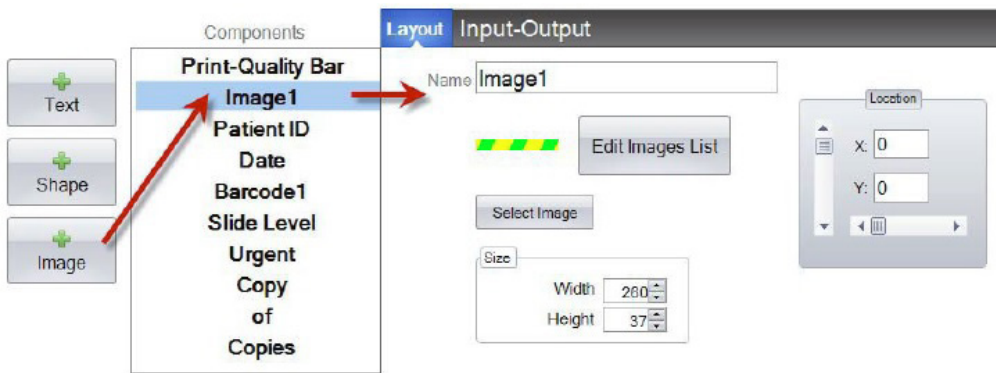 Components
Layout Input-Output
Text
Shape
Image
Print-Quality Bar
Image1
Patient ID
Date
Barcode1
Slide Level
Urgent
Copy
of
Copies
Name Image1
Edit Images List
Select Image
Size
Width 260
Height 37
Location
X: 0
Y: 0